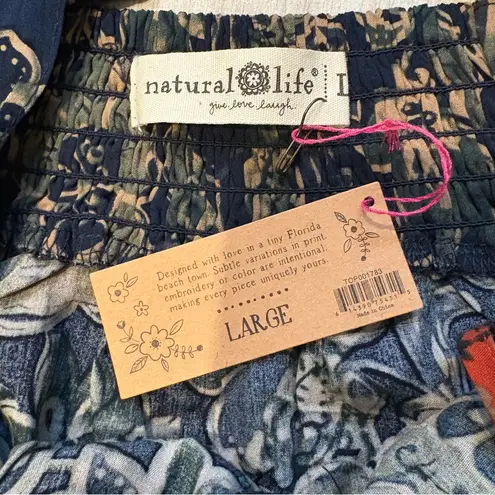 natural life® L
give. love. laugh.
Designed with love in a tiny Florida
beach town. Subtle variations in print
embroidery or color are intentional,
making every piece uniquely yours.
LARGE
TOP001783
Made in China